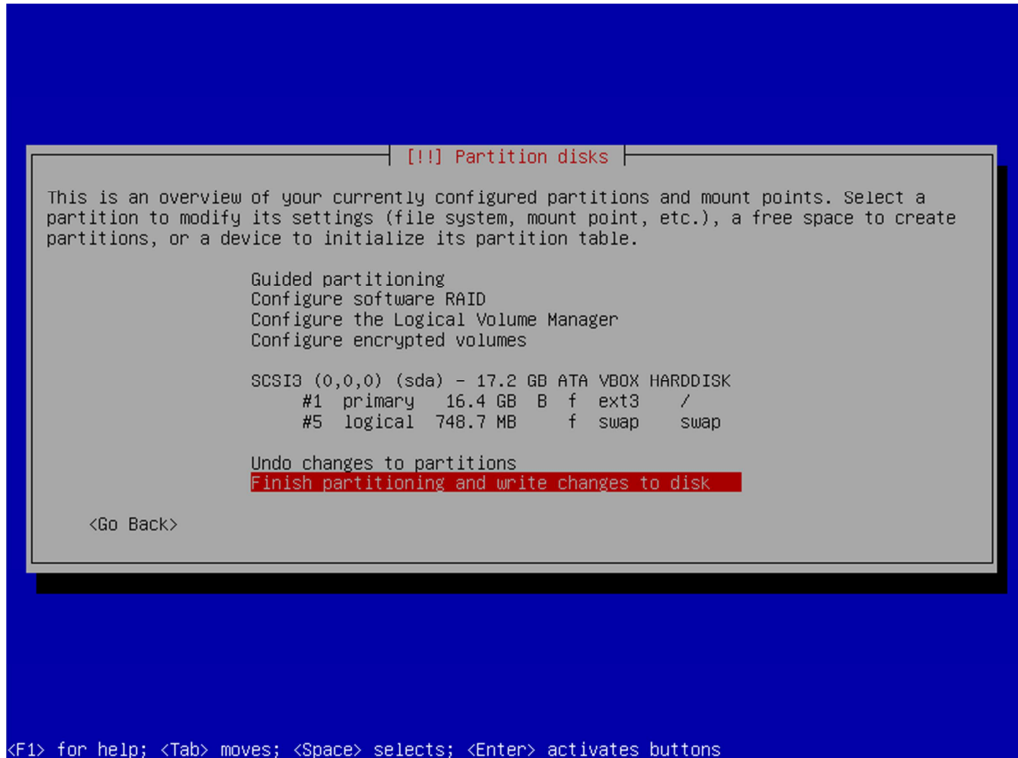 [!!] Partition disks
This is an overview of your currently configured partitions and mount points. Select a
partition to modify its settings (file system, mount point, etc.), a free space to create
partitions, or a device to initialize its partition table.
Guided partitioning
Configure software RAID
Configure the Logical Volume Manager
Configure encrypted volumes
SCSI3 (0,0,0) (sda) - 17.2 GB ATA VBOX HARDDISK
#1 primary 16.4 GB B f ext3 /
#5 logical 748.7 MB f swap swap
Undo changes to partitions
Finish partitioning and write changes to disk
<Go Back>
<F1> for help; <Tab> moves; <Space> selects; <Enter> activates buttons